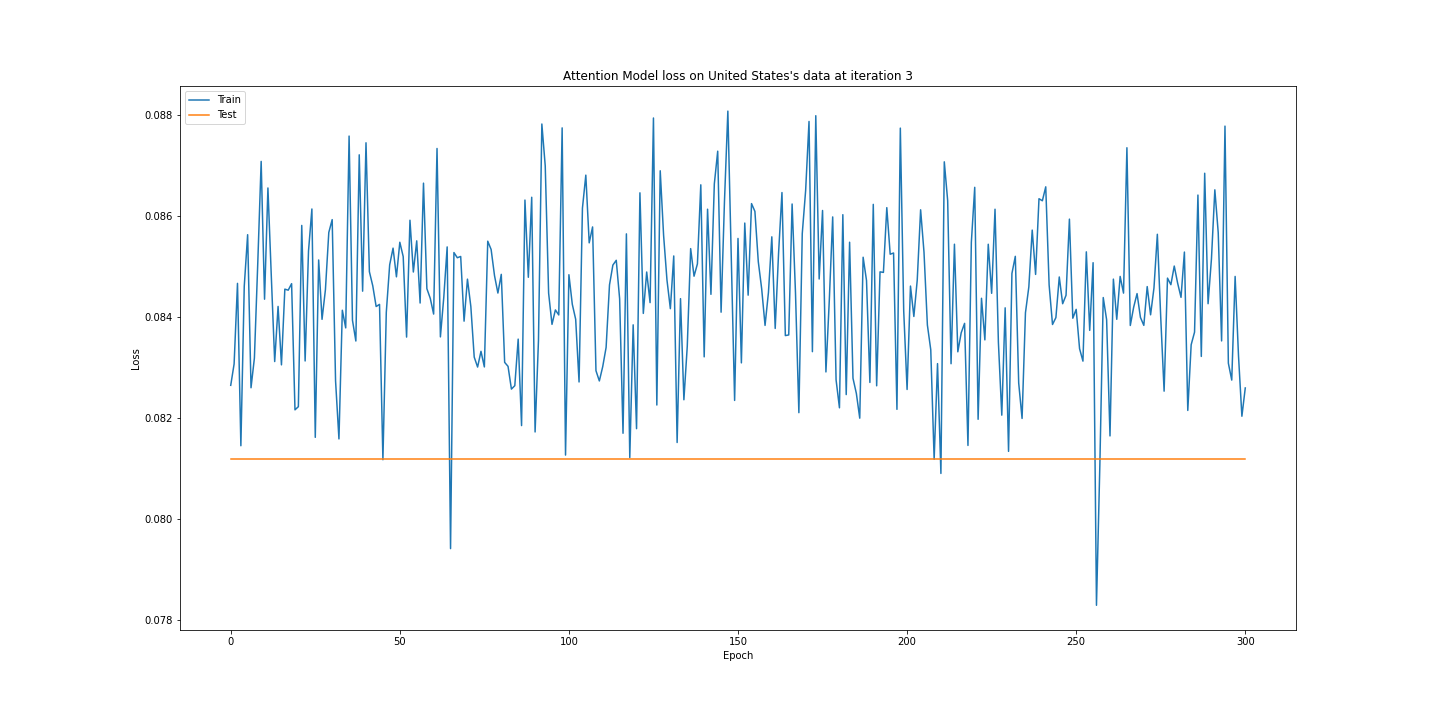 Attention Model loss on United States's data at iteration 3
Train
Test
0.088
0.086
0.084
0.082
0.080
0.078
Loss
0 50 100 150 200 250 300
Epoch